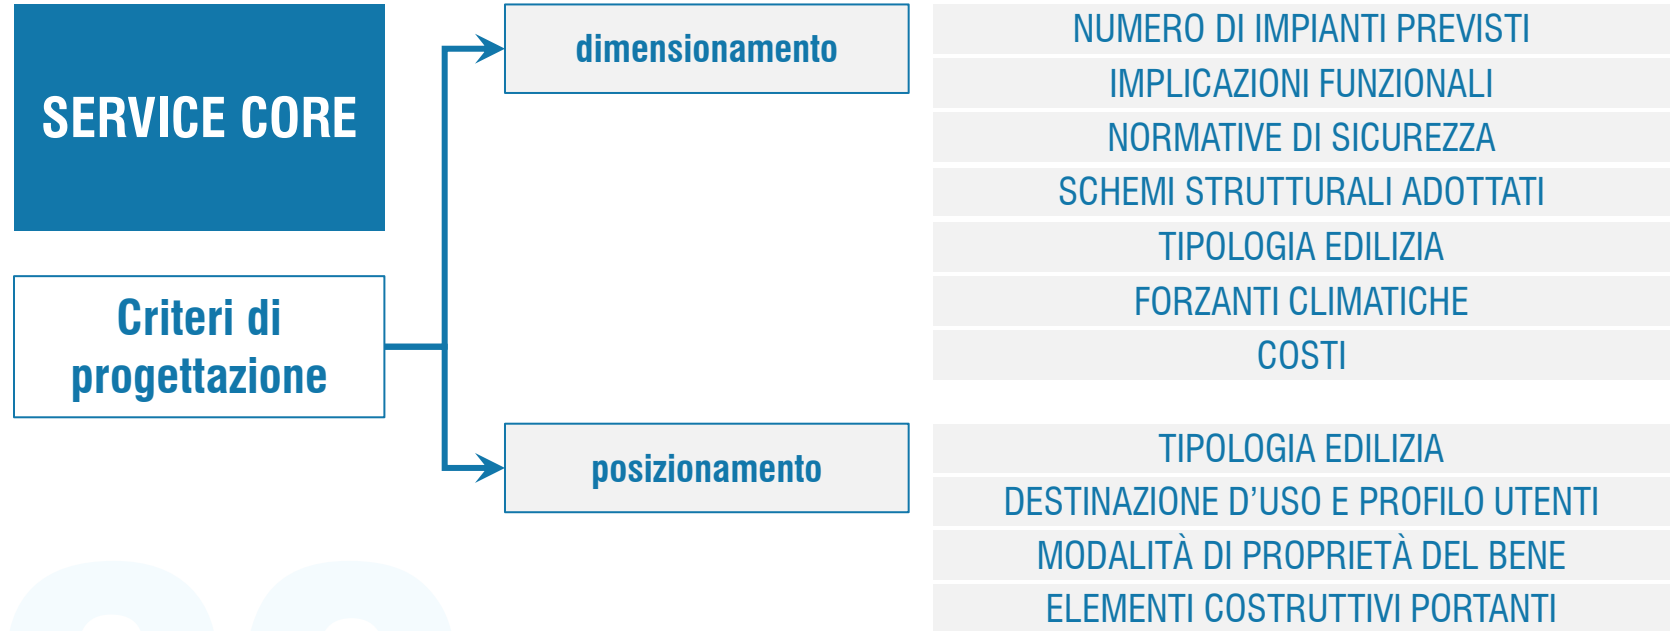 SERVICE CORE
Criteri di
progettazione
dimensionamento
NUMERO DI IMPIANTI PREVISTI
IMPLICAZIONI FUNZIONALI
NORMATIVE DI SICUREZZA
SCHEMI STRUTTURALI ADOTTATI
TIPOLOGIA EDILIZIA
FORZANTI CLIMATICHE
COSTI
posizionamento
TIPOLOGIA EDILIZIA
DESTINAZIONE D’USO E PROFILO UTENTI
MODALITÀ DI PROPRIETÀ DEL BENE
ELEMENTI COSTRUTTIVI PORTANTI